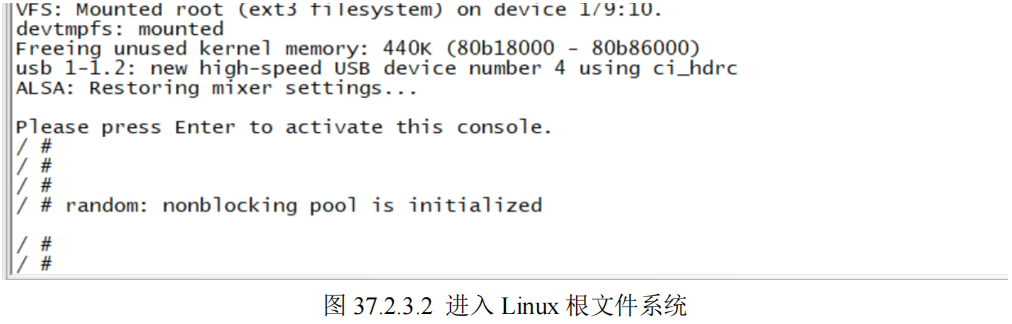 VFS: Mounted root (ext3 filesystem) on device 179:10.
devtmpfs: mounted
Freeing unused kernel memory: 440K (80b18000 - 80b86000)
usb 1-1.2: new high-speed USB device number 4 using ci_hdrc
ALSA: Restoring mixer settings...
Please press Enter to activate this console.
/ #
/ #
/ #
/ # random: nonblocking pool is initialized
/ #
/ #
图 37.2.3.2 进入 Linux 根文件系统